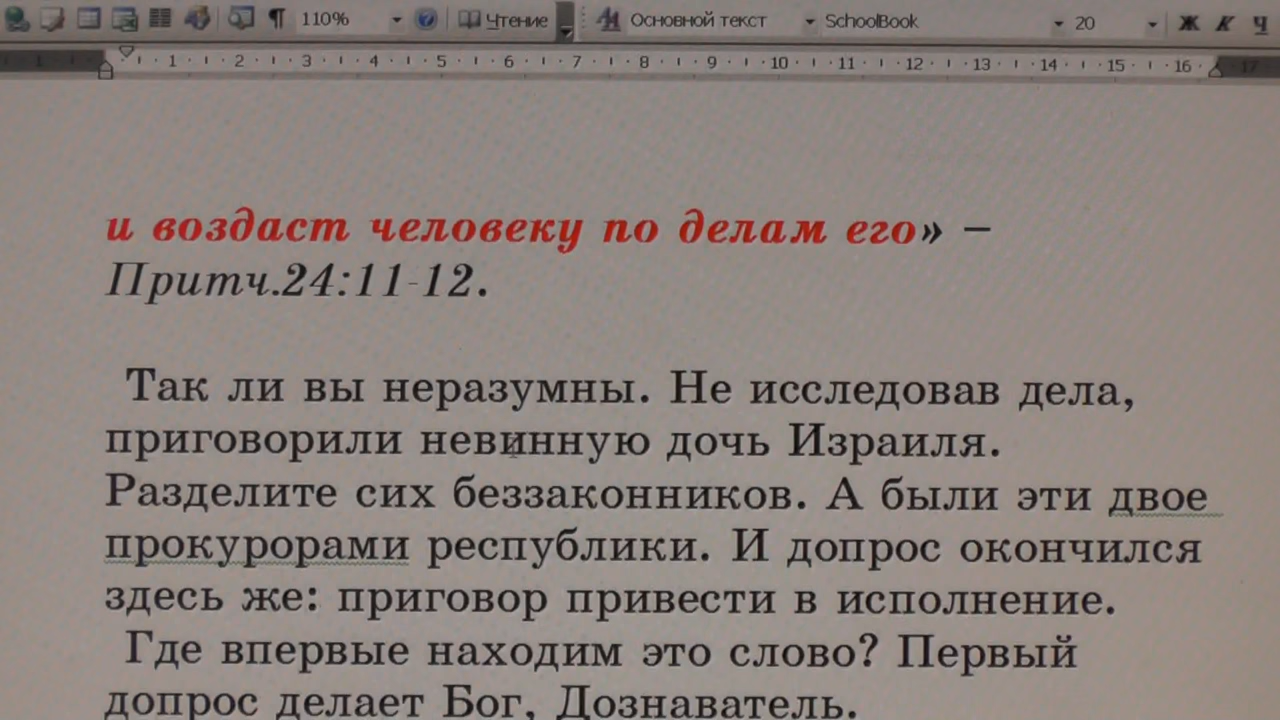 110% Чтение Основной текст SchoolBook 20 Ж К Ч
1 1 2 3 4 5 6 7 8 9 10 11 12 13 14 15 16 17
и воздаст человеку по делам его» –
Притч.24:11-12.
Так ли вы неразумны. Не исследовав дела,
приговорили невинную дочь Израиля.
Разделите сих беззаконников. А были эти двое
прокурорами республики. И допрос окончился
здесь же: приговор привести в исполнение.
Где впервые находим это слово? Первый
допрос делает Бог, Дознаватель.